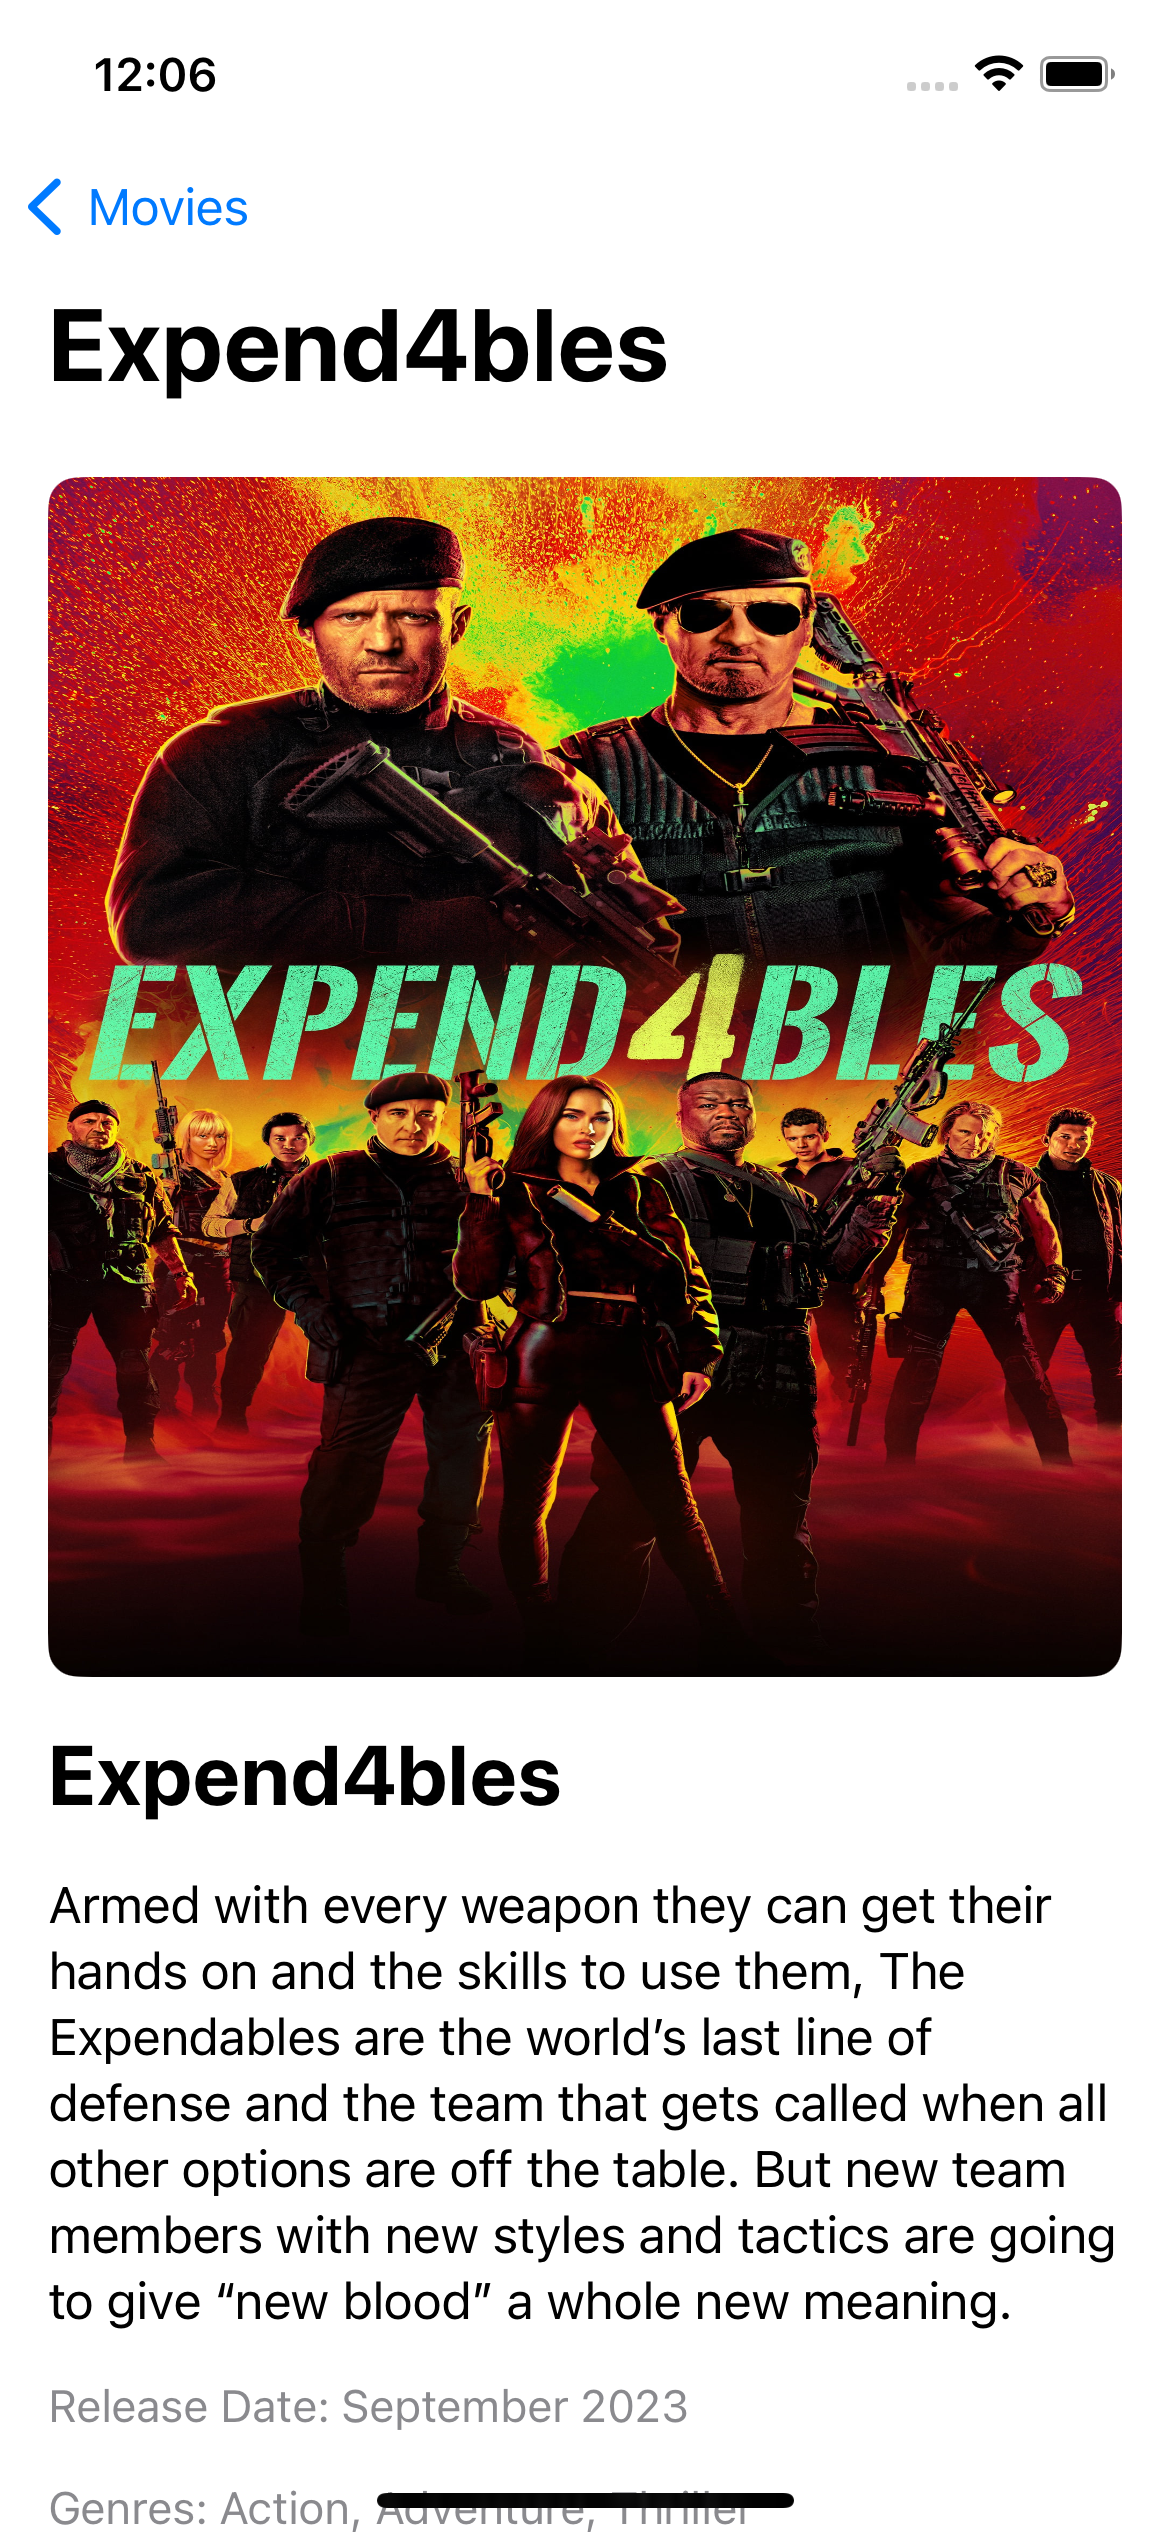 12:06
Movies
Expend4bles
EXPEND4BLES
Expend4bles
Armed with every weapon they can get their
hands on and the skills to use them, The
Expendables are the world’s last line of
defense and the team that gets called when all
other options are off the table. But new team
members with new styles and tactics are going
to give “new blood” a whole new meaning.
Release Date: September 2023
Genres: Action, Adventure, Thriller